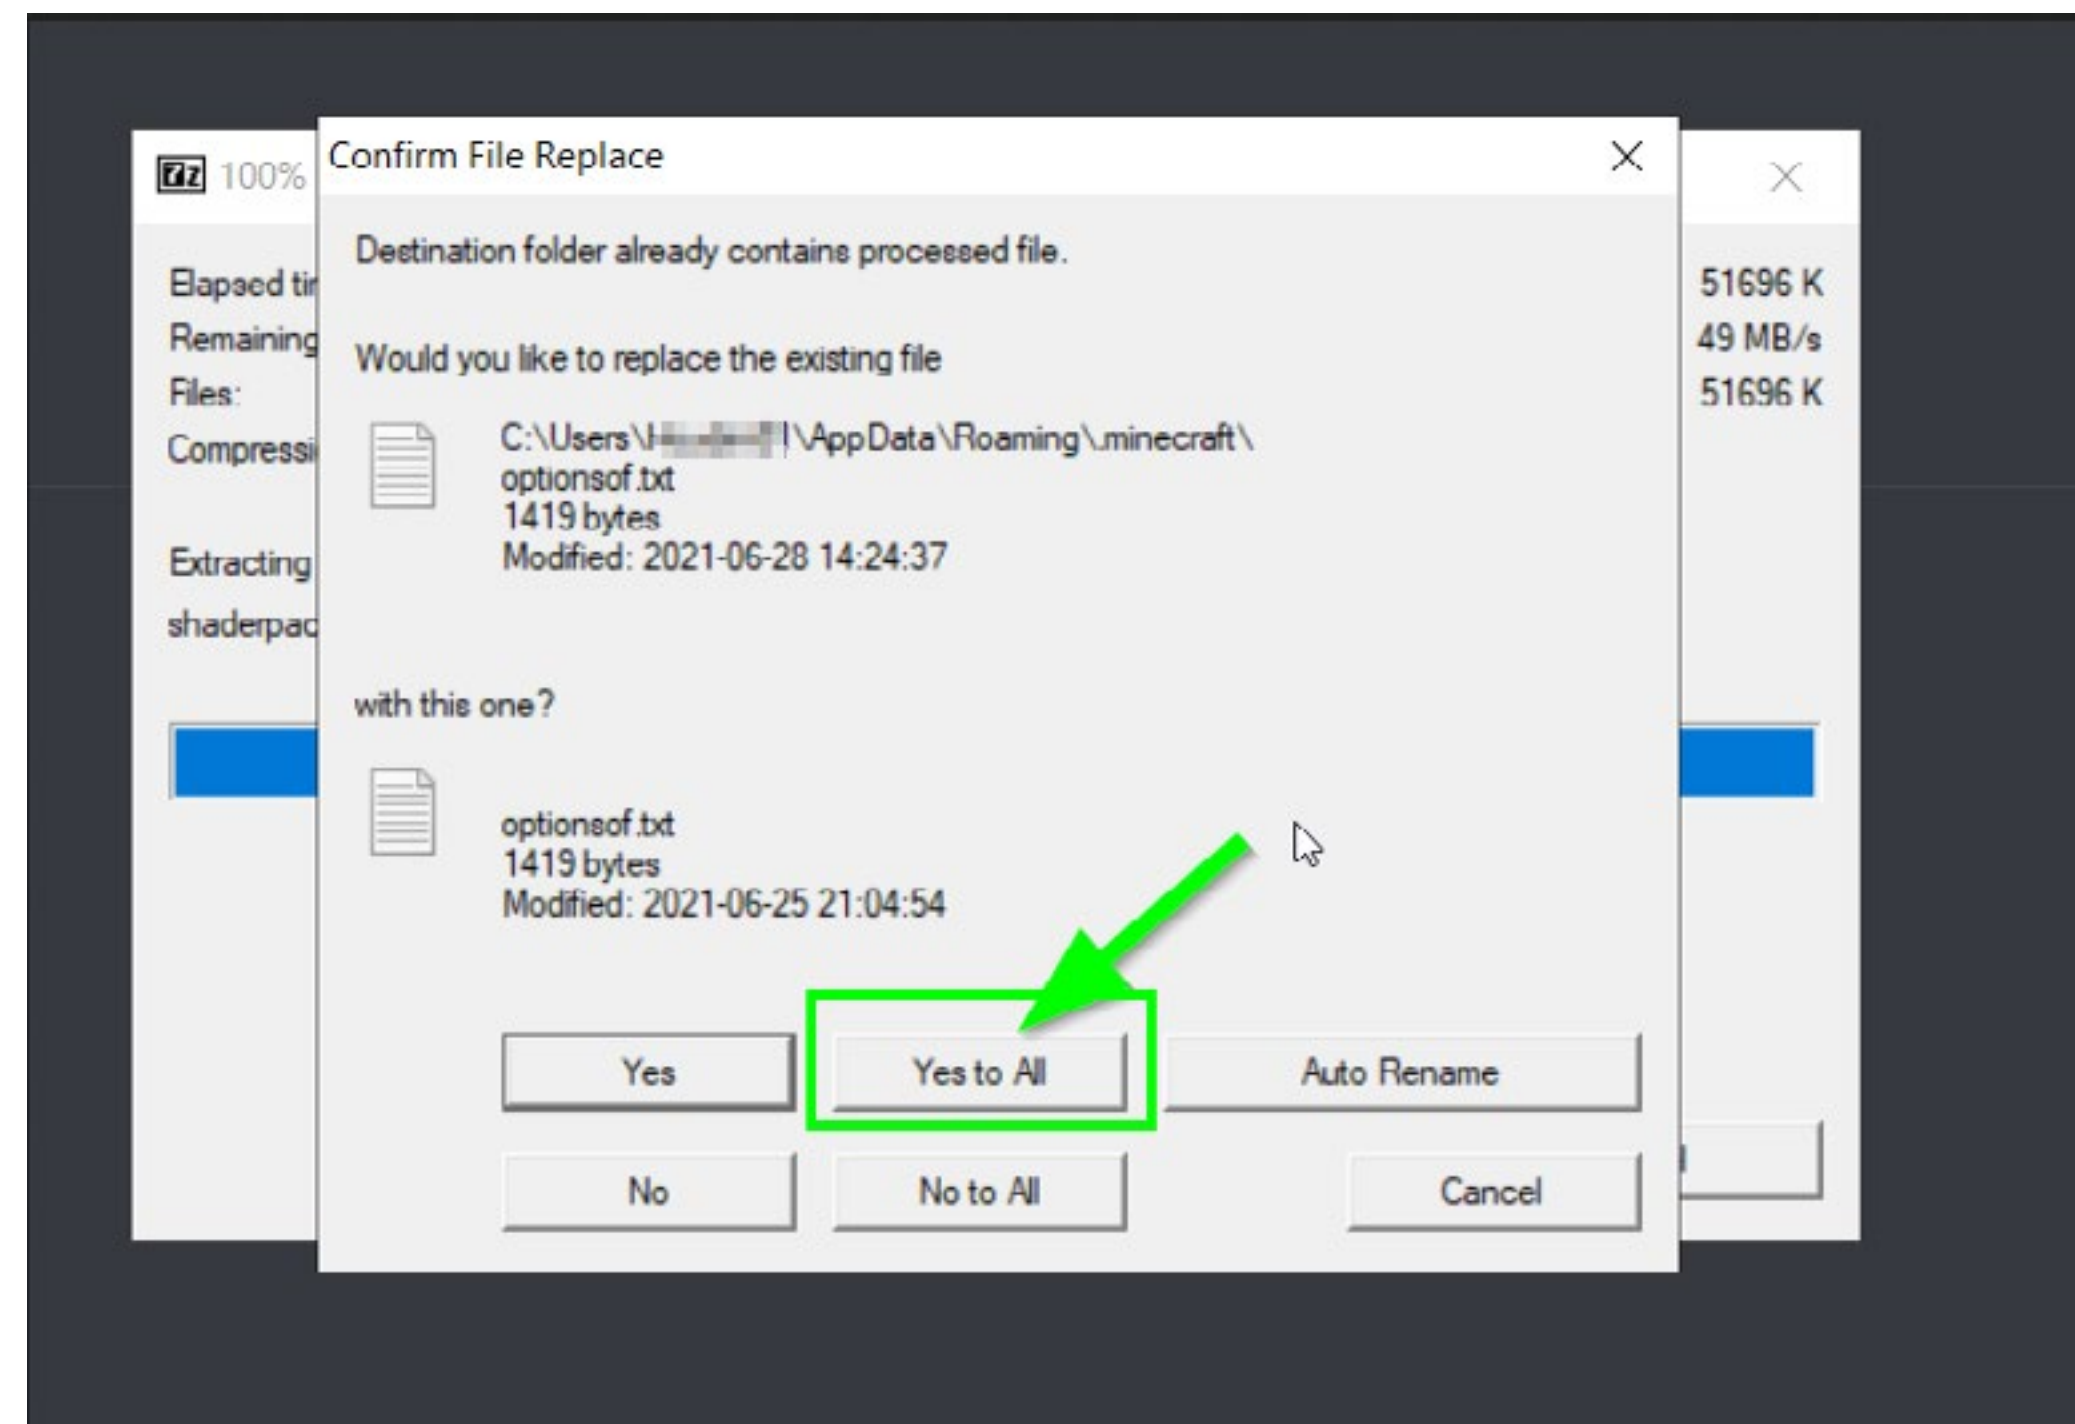 7z 100%
Confirm File Replace
Destination folder already contains processed file.
Elapsed
51696 K
Remaining
49 MB/s
Files:
51696 K
Would you like to replace the existing file
C:\Users\ \AppData\Roaming\.minecraft\
optionsof.txt
1419 bytes
Modified: 2021-06-28 14:24:37
Extracting
with this one?
optionsof.txt
1419 bytes
Modified: 2021-06-25 21:04:54
Yes
Yes to All
Auto Rename
No
No to All
Cancel